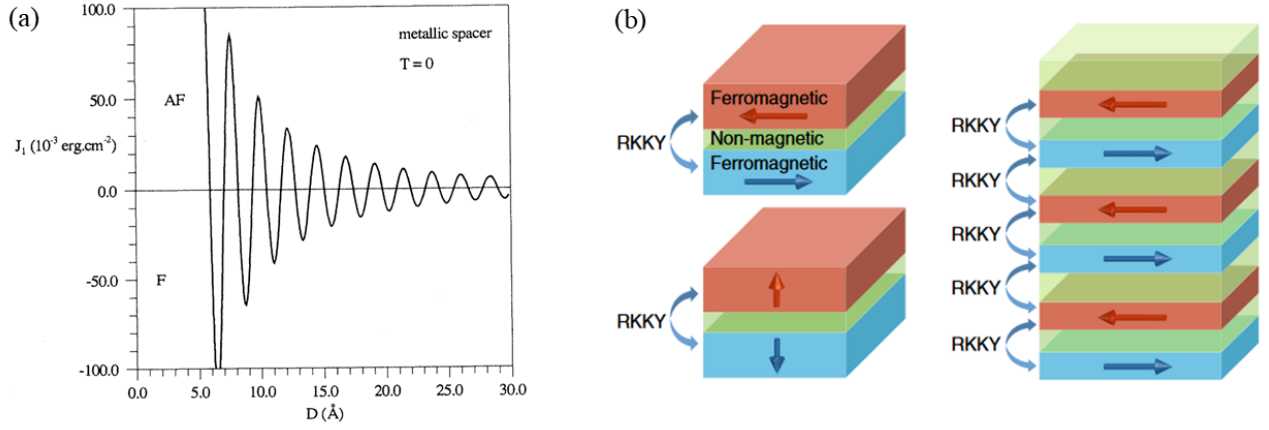 (a)
100.0
50.0
0.0
-50.0
-100.0
J₁ (10⁻³ erg.cm⁻²)
AF
F
metallic spacer
T = 0
0.0 5.0 10.0 15.0 20.0 25.0 30.0
D (Å)
(b)
Ferromagnetic
RKKY Non-magnetic
Ferromagnetic
RKKY
RKKY
RKKY
RKKY
RKKY
RKKY